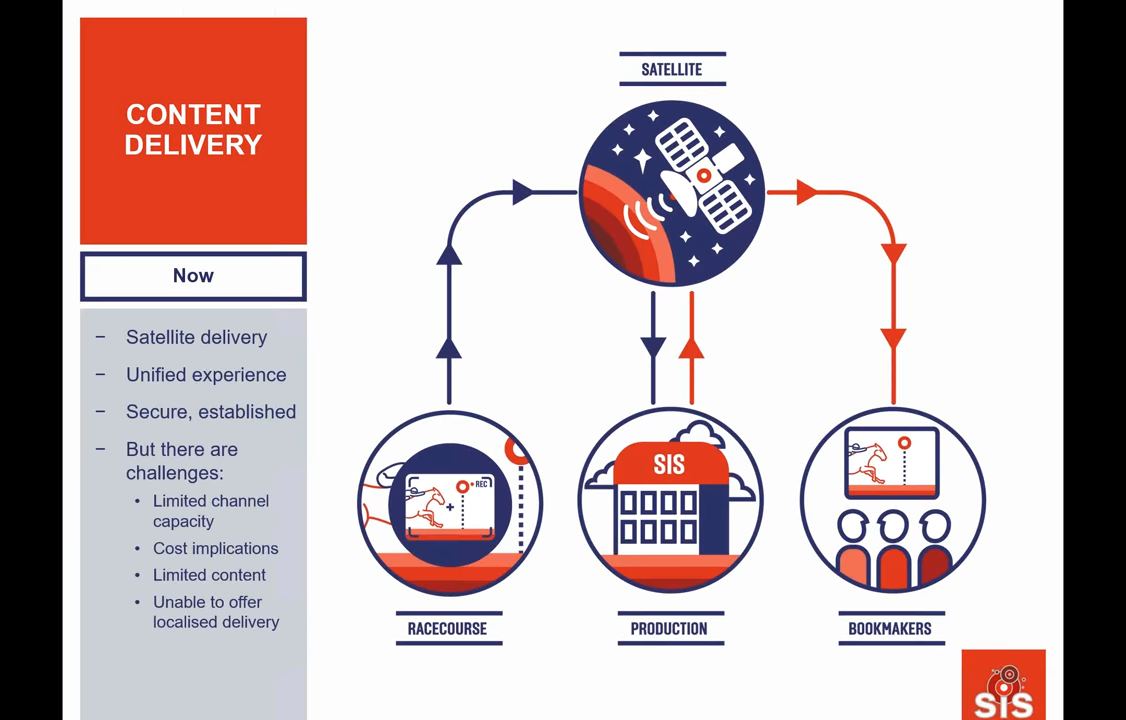 CONTENT
DELIVERY
Now
– Satellite delivery
– Unified experience
– Secure, established
– But there are
challenges:
• Limited channel
capacity
• Cost implications
• Limited content
• Unable to offer
localised delivery
SATELLITE
REC
SIS
RACECOURSE
PRODUCTION
BOOKMAKERS
SIS